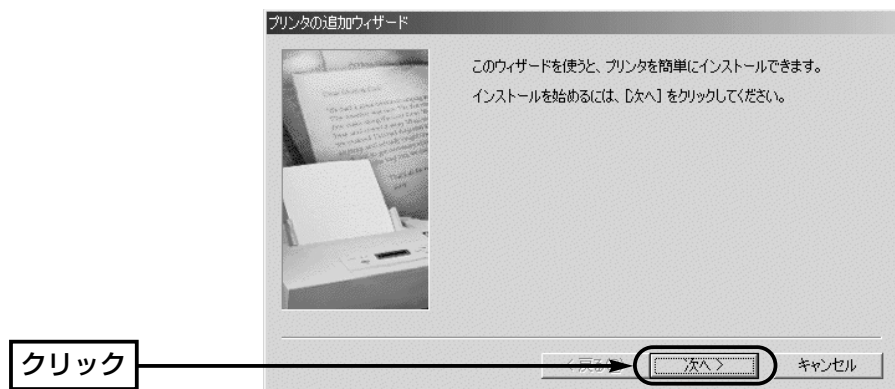 プリンタの追加ウィザード
このウィザードを使うと、プリンタを簡単にインストールできます。
インストールを始めるには、[次へ] をクリックしてください。
クリック
< 戻る
次へ >
キャンセル